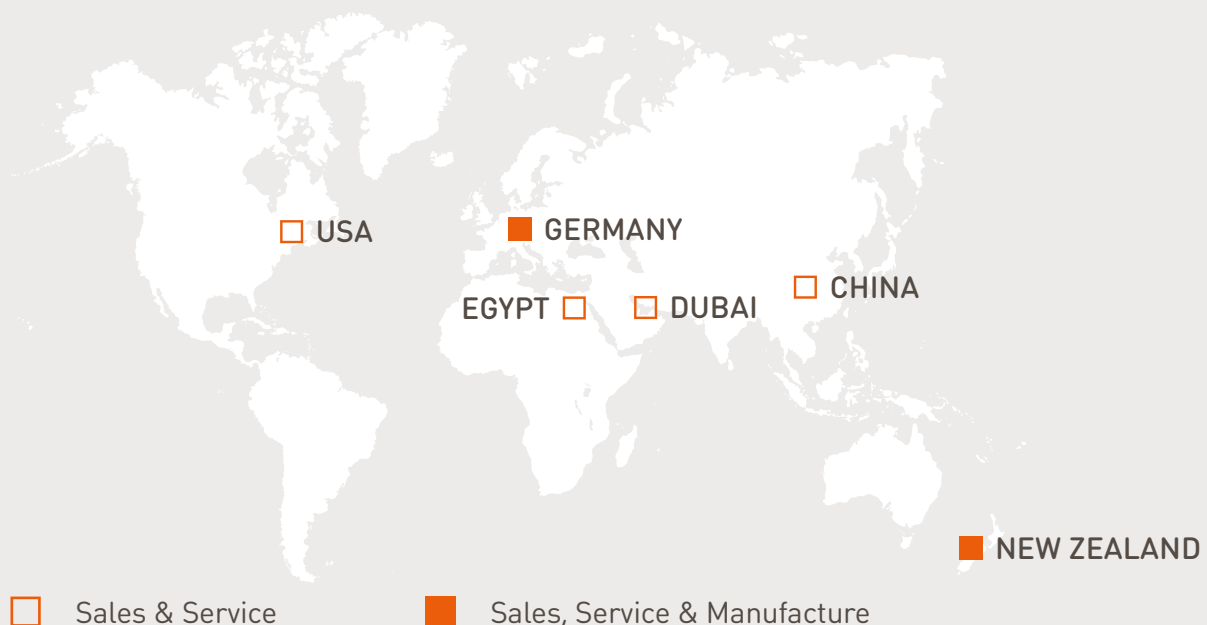 USA
GERMANY
CHINA
EGYPT
DUBAI
NEW ZEALAND
Sales & Service
Sales, Service & Manufacture